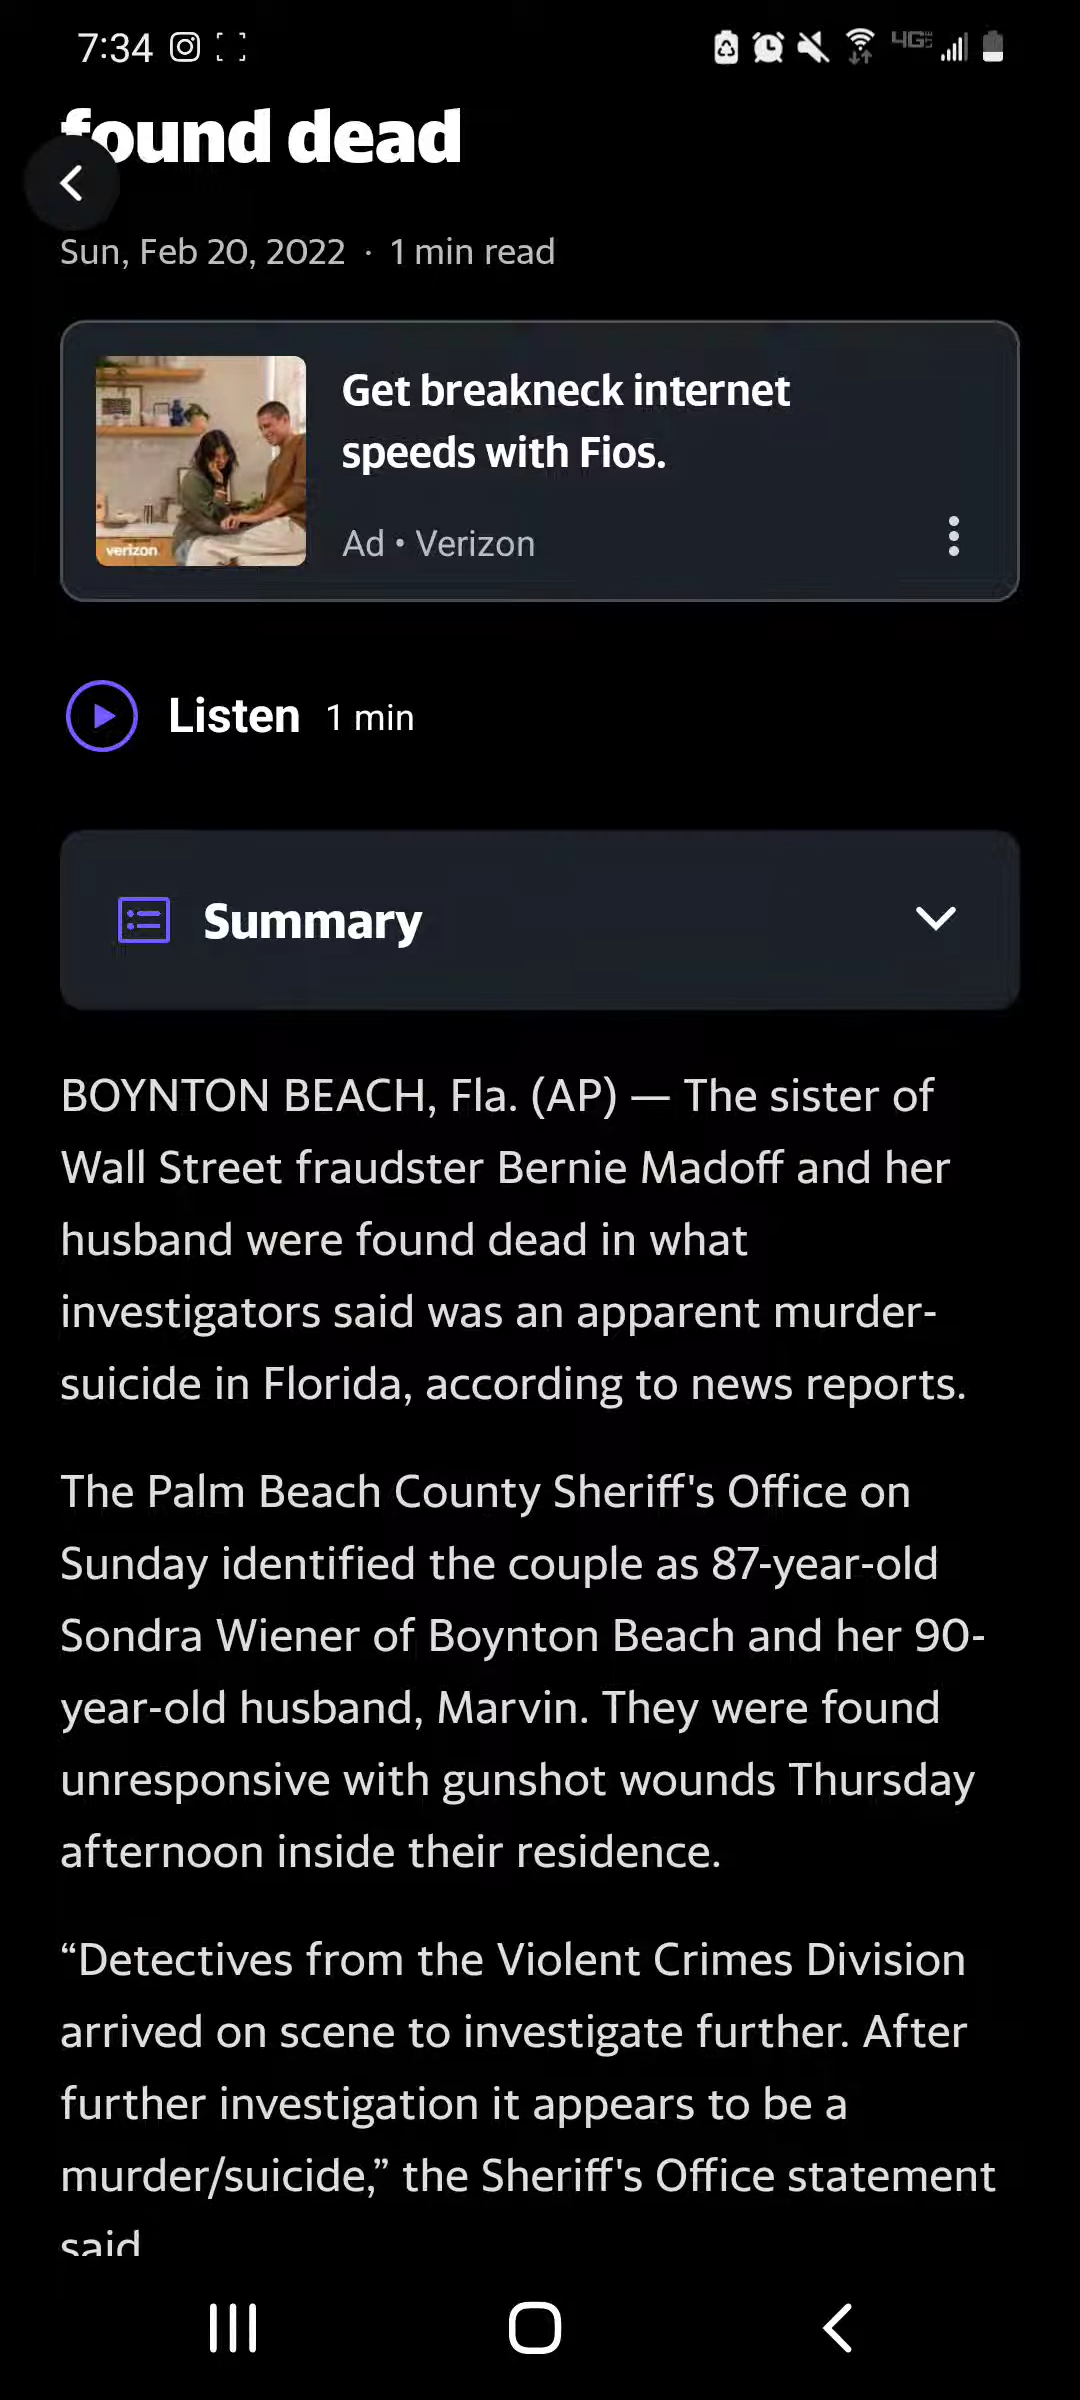 7:34
4G
found dead
Sun, Feb 20, 2022 · 1 min read
Get breakneck internet
speeds with Fios.
verizon
Ad • Verizon
Listen 1 min
Summary
BOYNTON BEACH, Fla. (AP) — The sister of
Wall Street fraudster Bernie Madoff and her
husband were found dead in what
investigators said was an apparent murder-
suicide in Florida, according to news reports.
The Palm Beach County Sheriff's Office on
Sunday identified the couple as 87-year-old
Sondra Wiener of Boynton Beach and her 90-
year-old husband, Marvin. They were found
unresponsive with gunshot wounds Thursday
afternoon inside their residence.
“Detectives from the Violent Crimes Division
arrived on scene to investigate further. After
further investigation it appears to be a
murder/suicide,” the Sheriff's Office statement
said